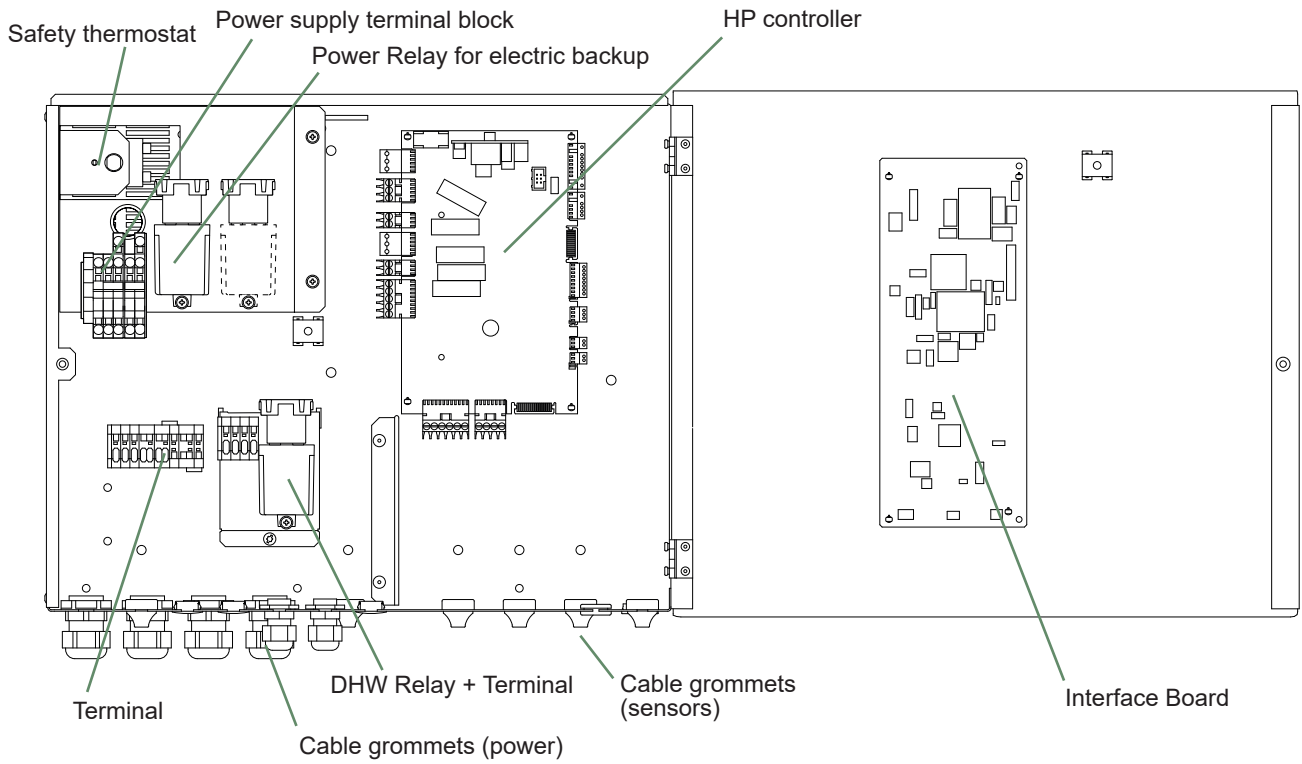 Safety thermostat
Power supply terminal block
Power Relay for electric backup
HP controller
Terminal
DHW Relay + Terminal
Cable grommets (power)
Cable grommets
(sensors)
Interface Board